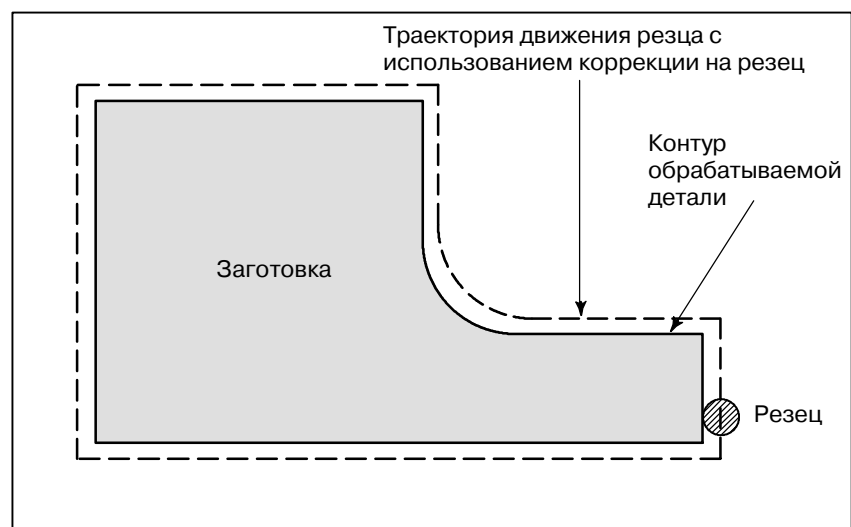 Траектория движения резца с
использованием коррекции на резец
Контур
обрабатываемой
детали
Заготовка
Резец